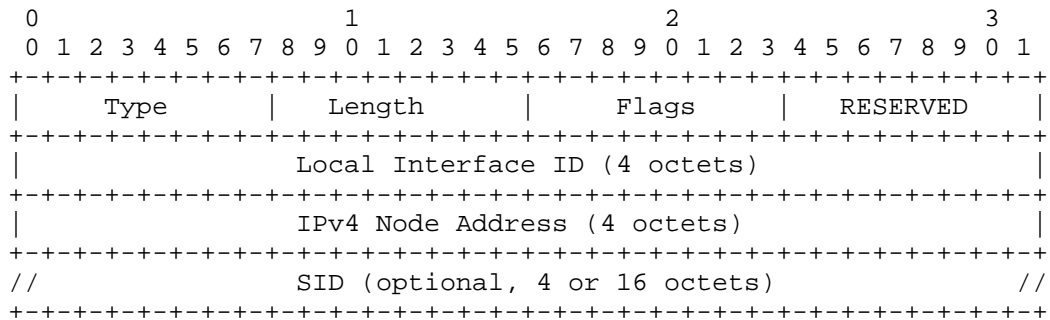 0                   1                   2                   3
 0 1 2 3 4 5 6 7 8 9 0 1 2 3 4 5 6 7 8 9 0 1 2 3 4 5 6 7 8 9 0 1
+-+-+-+-+-+-+-+-+-+-+-+-+-+-+-+-+-+-+-+-+-+-+-+-+-+-+-+-+-+-+-+-+
|     Type      |   Length      |     Flags     |   RESERVED    |
+-+-+-+-+-+-+-+-+-+-+-+-+-+-+-+-+-+-+-+-+-+-+-+-+-+-+-+-+-+-+-+-+
|                 Local Interface ID (4 octets)                 |
+-+-+-+-+-+-+-+-+-+-+-+-+-+-+-+-+-+-+-+-+-+-+-+-+-+-+-+-+-+-+-+-+
|                 IPv4 Node Address (4 octets)                  |
+-+-+-+-+-+-+-+-+-+-+-+-+-+-+-+-+-+-+-+-+-+-+-+-+-+-+-+-+-+-+-+-+
//                SID (optional, 4 or 16 octets)               //
+-+-+-+-+-+-+-+-+-+-+-+-+-+-+-+-+-+-+-+-+-+-+-+-+-+-+-+-+-+-+-+-+